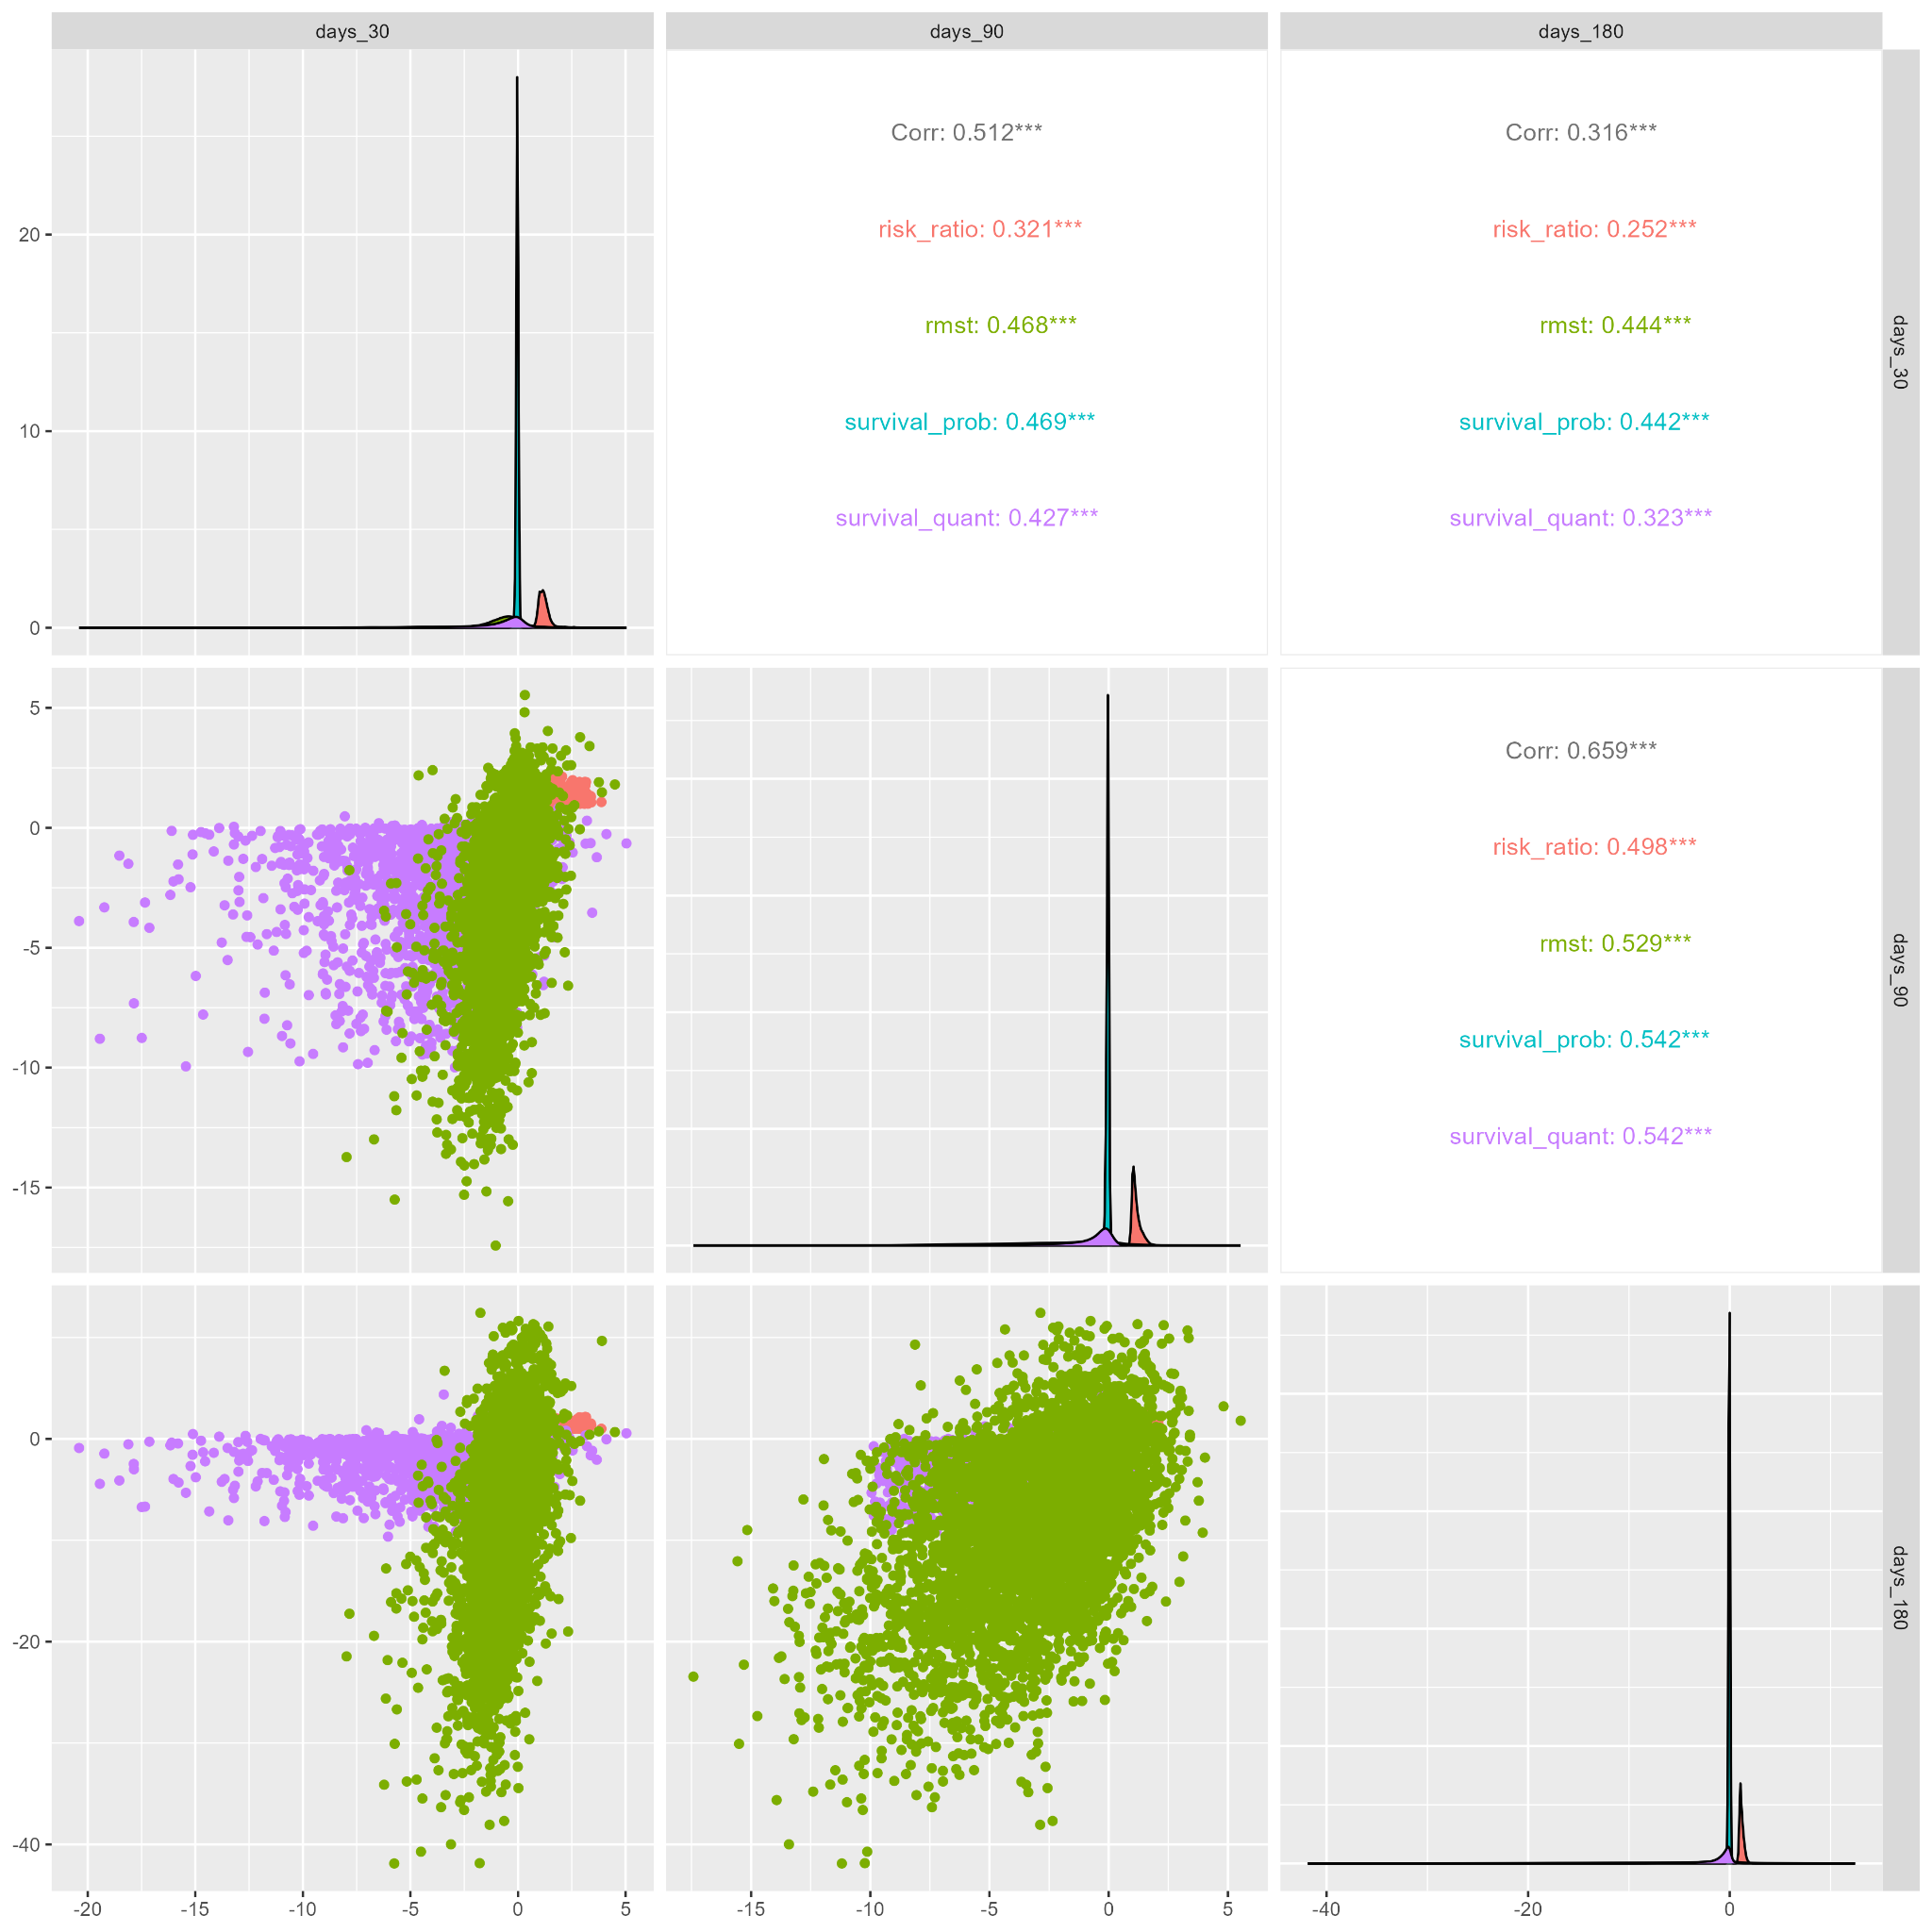 days_30
days_90
days_180
20
10
0
Corr: 0.512***
risk_ratio: 0.321***
rmst: 0.468***
survival_prob: 0.469***
survival_quant: 0.427***
Corr: 0.316***
risk_ratio: 0.252***
rmst: 0.444***
survival_prob: 0.442***
survival_quant: 0.323***
days_30
5
0
-5
-10
-15
Corr: 0.659***
risk_ratio: 0.498***
rmst: 0.529***
survival_prob: 0.542***
survival_quant: 0.542***
days_90
0
-20
-40
days_180
-20 -15 -10 -5 0 5
-15 -10 -5 0 5
-40 -20 0